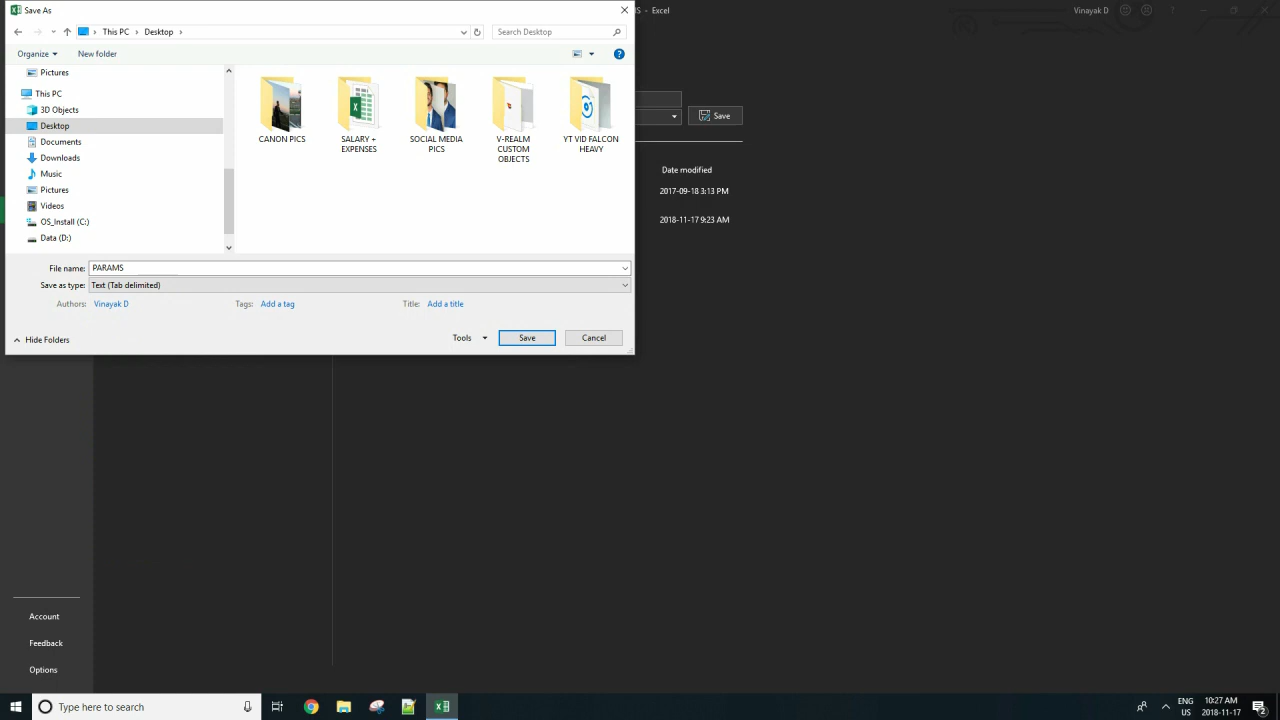 Save As
S - Excel
Vinayak D
?
This PC
Desktop
Search Desktop
Organize
New folder
?
Pictures
This PC
3D Objects
Desktop
Documents
Downloads
Music
Pictures
Videos
OS_Install (C:)
Data (D:)
CANON PICS
SALARY +
EXPENSES
SOCIAL MEDIA
PICS
V-REALM
CUSTOM
OBJECTS
YT VID FALCON
HEAVY
Save
Date modified
2017-09-18 3:13 PM
2018-11-17 9:23 AM
File name: PARAMS
Save as type: Text (Tab delimited)
Authors: Vinayak D
Tags: Add a tag
Title: Add a title
Hide Folders
Tools
Save
Cancel
Account
Feedback
Options
Type here to search
ENG
US
10:27 AM
2018-11-17
2